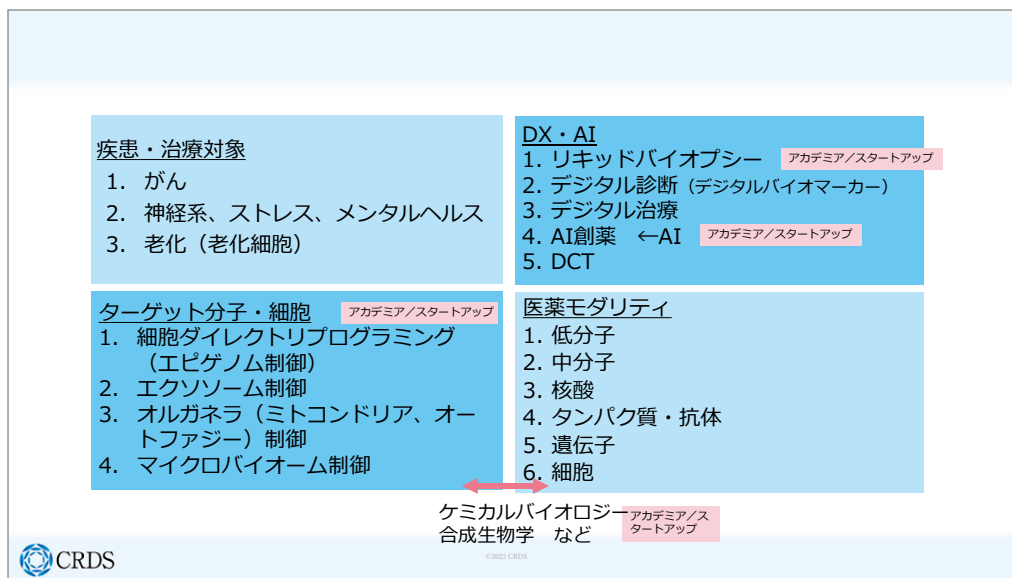 疾患・治療対象
1. がん
2. 神経系、ストレス、メンタルヘルス
3. 老化（老化細胞）
DX・AI
1. リキッドバイオプシー アカデミア／スタートアップ
2. デジタル診断（デジタルバイオマーカー）
3. デジタル治療
4. AI創薬 ←AI アカデミア／スタートアップ
5. DCT
ターゲット分子・細胞 アカデミア／スタートアップ
1. 細胞ダイレクトリプログラミング
（エピゲノム制御）
2. エクソソーム制御
3. オルガネラ（ミトコンドリア、オー
トファジー）制御
4. マイクロバイオーム制御
医薬モダリティ
1. 低分子
2. 中分子
3. 核酸
4. タンパク質・抗体
5. 遺伝子
6. 細胞
ケミカルバイオロジー
合成生物学 など
アカデミア／ス
タートアップ
©2023 CRDS
CRDS